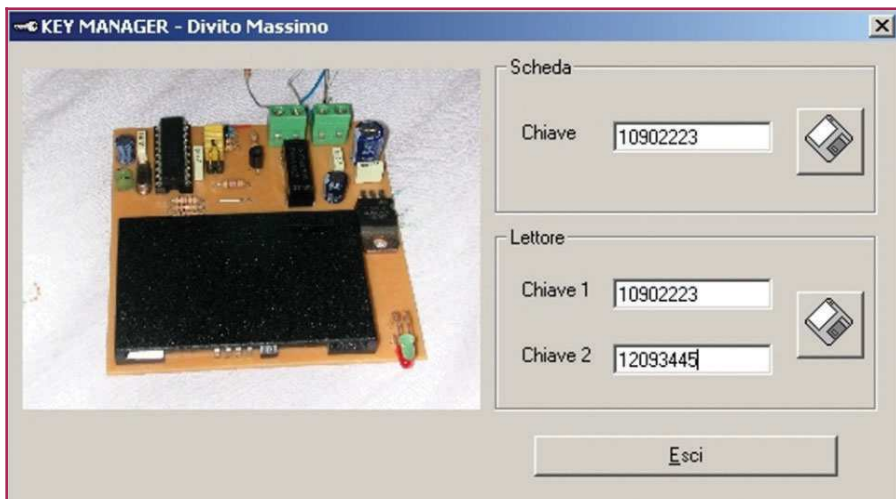 KEY MANAGER - Divito Massimo
Scheda
Chiave 10902223
Lettore
Chiave 1 10902223
Chiave 2 12093445
Esci